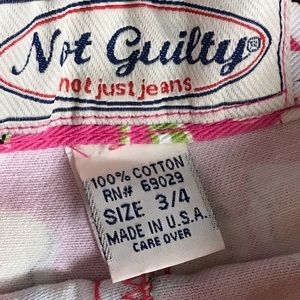 Not Guilty®
not just jeans
100% COTTON
RN# 69029
SIZE 3/4
MADE IN U.S.A.
CARE OVER